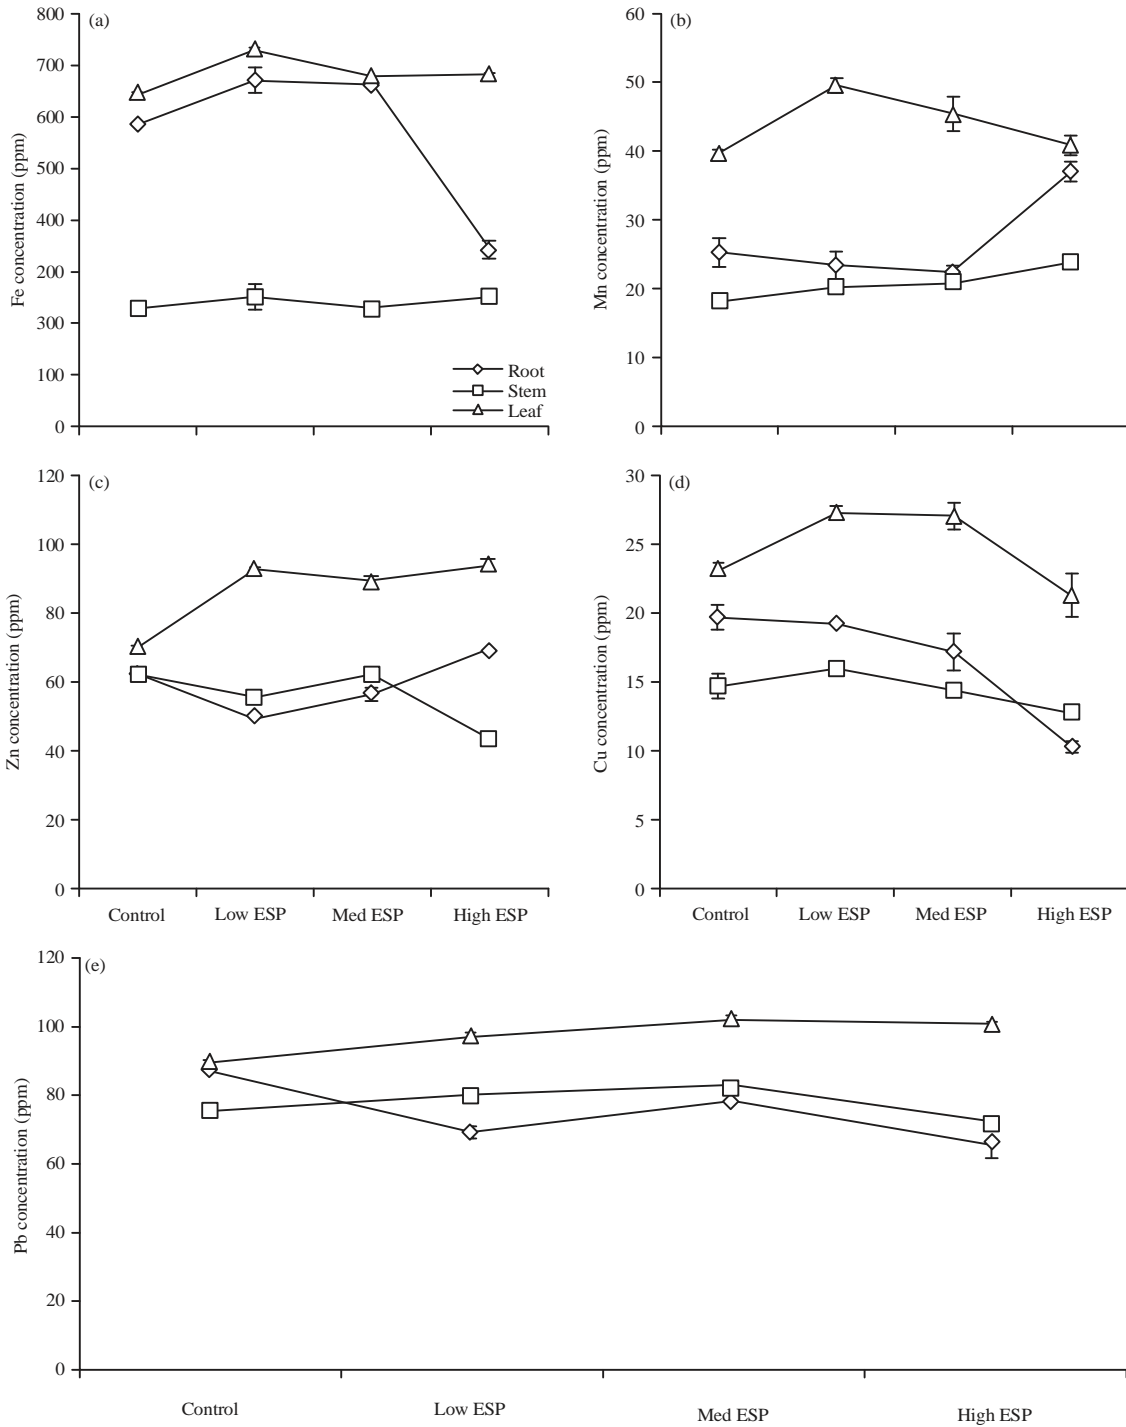 (a)
800
700
600
500
400
200
300
100
0
Fe concentration (ppm)
Root
Stem
Leaf
(b)
60
50
40
30
20
10
0
Mn concentration (ppm)
(c)
120
100
80
60
40
20
0
Zn concentration (ppm)
Control Low ESP Med ESP High ESP
(d)
30
25
20
15
10
5
0
Cu concentration (ppm)
Control Low ESP Med ESP High ESP
(e)
120
100
80
60
40
20
0
Pb concentration (ppm)
Control Low ESP Med ESP High ESP